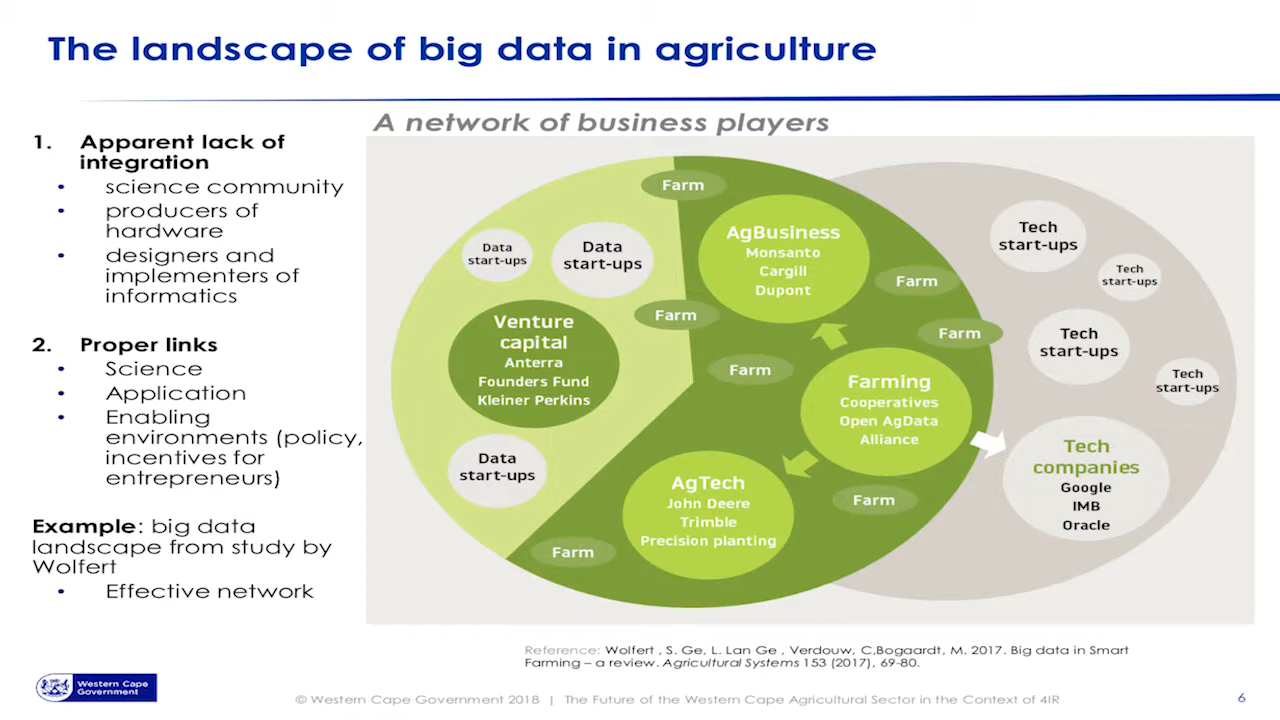 The landscape of big data in agriculture
A network of business players
1. Apparent lack of
integration
• science community
• producers of
hardware
• designers and
implementers of
informatics
2. Proper links
• Science
• Application
• Enabling
environments (policy,
incentives for
entrepreneurs)
Example: big data
landscape from study by
Wolfert
• Effective network
Farm
Data
start-ups
Data
start-ups
Venture
capital
Anterra
Founders Fund
Kleiner Perkins
Data
start-ups
AgBusiness
Monsanto
Cargill
Dupont
Farm
Farm
Farm
Farm
Farming
Cooperatives
Open AgData
Alliance
AgTech
John Deere
Trimble
Precision planting
Farm
Farm
Tech
start-ups
Tech
start-ups
Tech
start-ups
Tech
start-ups
Tech
companies
Google
IMB
Oracle
Reference: Wolfert , S. Ge, L. Lan Ge , Verdouw, C,Bogaardt, M. 2017. Big data in Smart
Farming – a review. Agricultural Systems 153 (2017), 69-80.
Western Cape
Government
© Western Cape Government 2018 | The Future of the Western Cape Agricultural Sector in the Context of 4IR
6